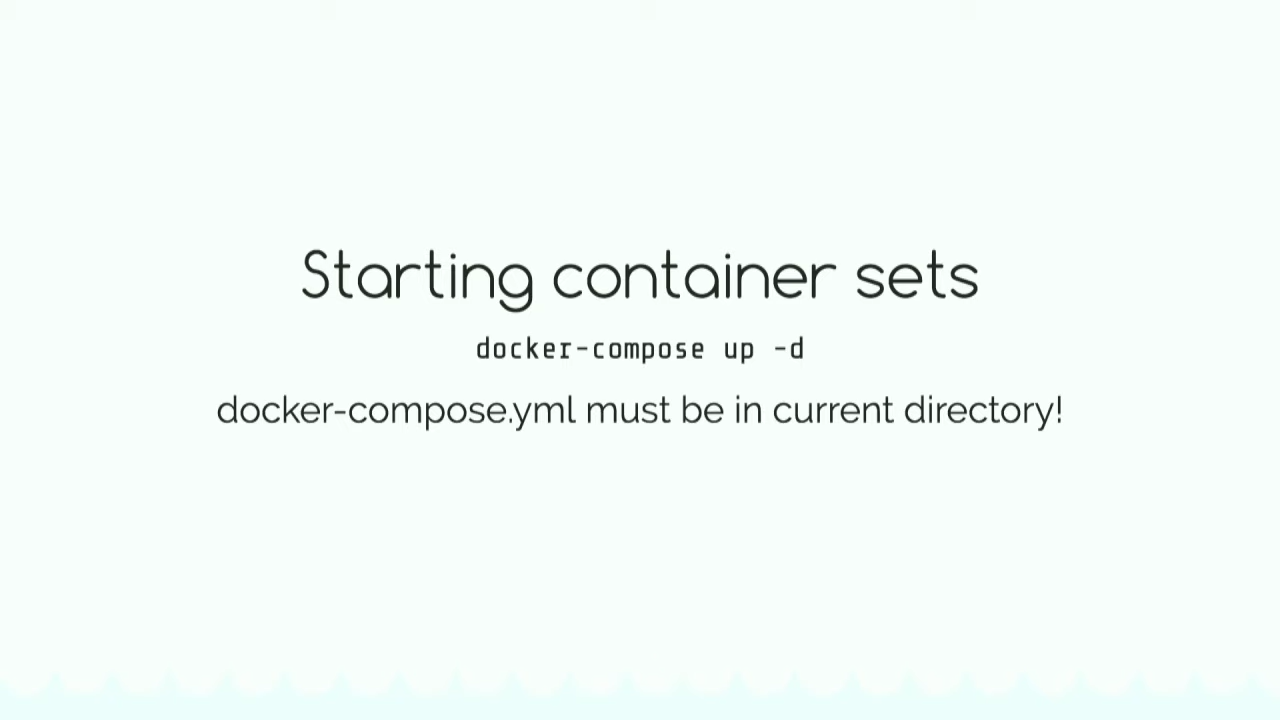 Starting container sets
docker-compose up -d
docker-compose.yml must be in current directory!